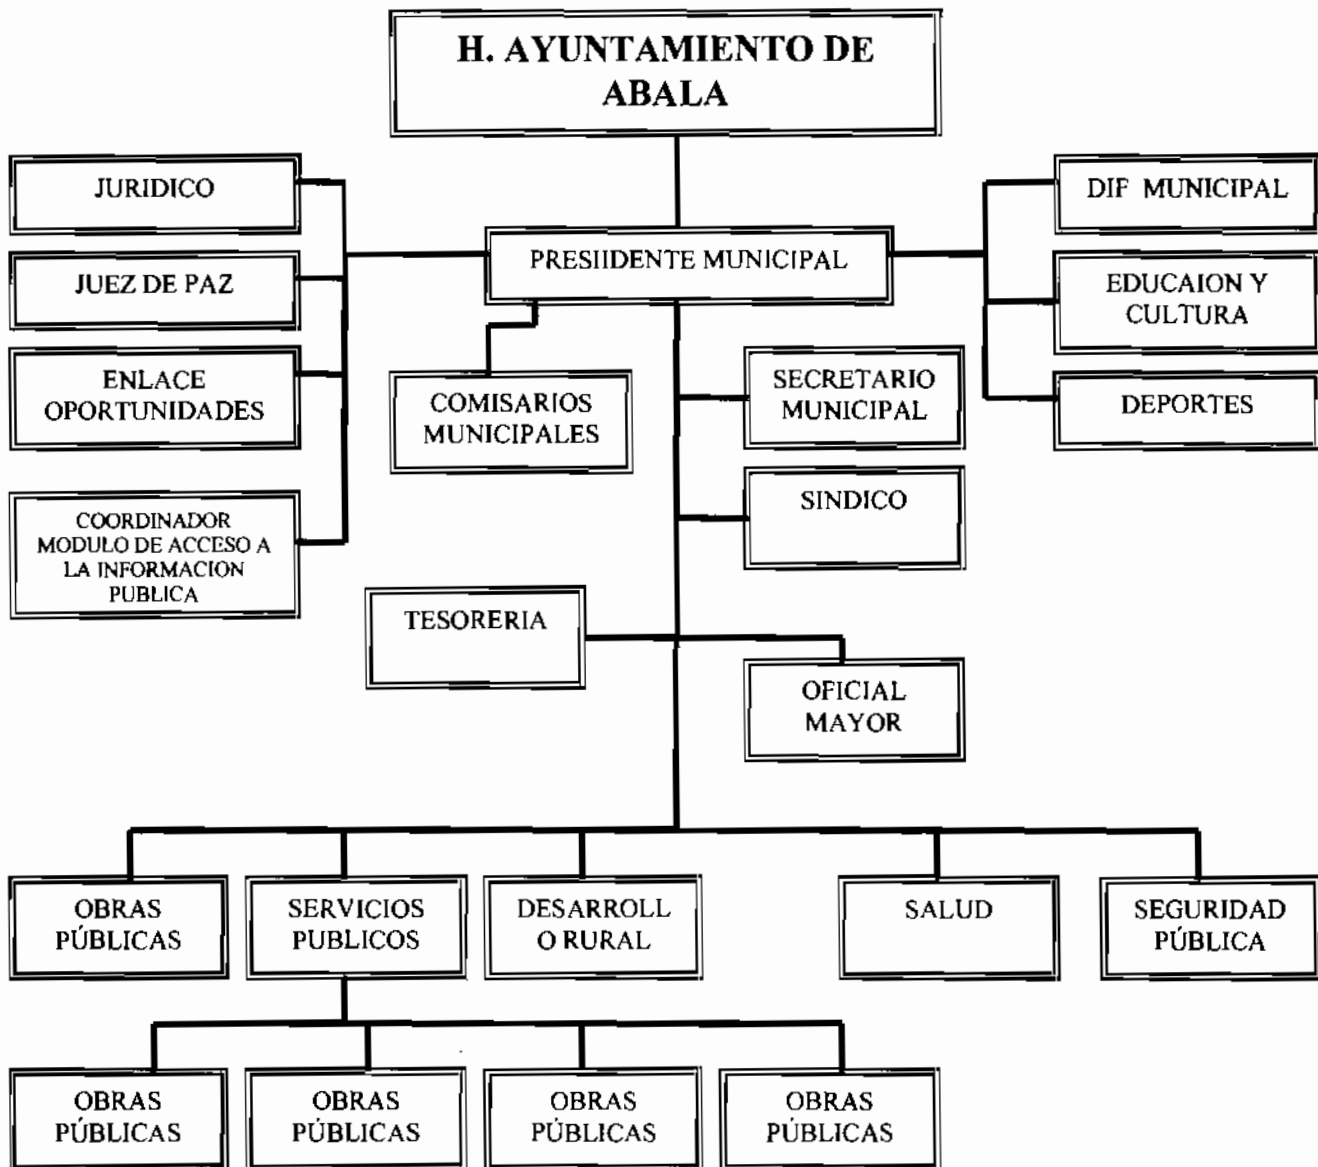 H. AYUNTAMIENTO DE
ABALA
JURIDICO
DIF MUNICIPAL
PRESIIDENTE MUNICIPAL
JUEZ DE PAZ
EDUCAION Y
CULTURA
ENLACE
OPORTUNIDADES
COMISARIOS
MUNICIPALES
SECRETARIO
MUNICIPAL
DEPORTES
COORDINADOR
MODULO DE ACCESO A
LA INFORMACION
PUBLICA
SINDICO
TESORERIA
OFICIAL
MAYOR
OBRAS
PÚBLICAS
SERVICIOS
PUBLICOS
DESARROLL
O RURAL
SALUD
SEGURIDAD
PÚBLICA
OBRAS
PÚBLICAS
OBRAS
PÚBLICAS
OBRAS
PÚBLICAS
OBRAS
PÚBLICAS